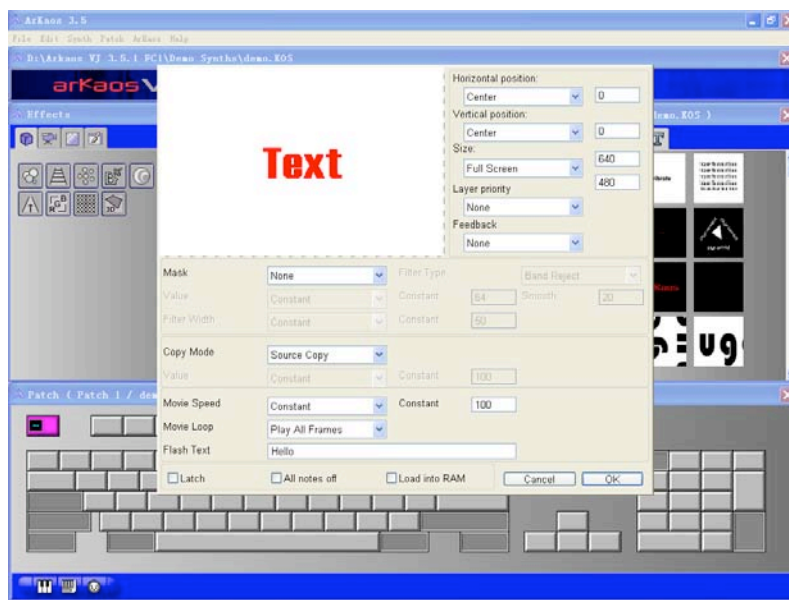 ArKaos 3.5
File Edit Synth Patch ArKaos Help
D:\Arkaos VJ 3.5.1 PC1\Demo Synths\demo.KOS
arKaos V
Effects
demo.KOS )
Text
Horizontal position:
Center 0
Vertical position:
Center 0
Size:
Full Screen 640
480
Layer priority
None
Feedback
None
Mask None Filter Type Band Reject
Value Constant Constant 64 Smooth 20
Filter Width Constant Constant 50
Copy Mode Source Copy
Value Constant Constant 100
Movie Speed Constant Constant 100
Movie Loop Play All Frames
Flash Text Hello
Latch All notes off Load into RAM Cancel OK
Patch ( Patch 1 / de
ug